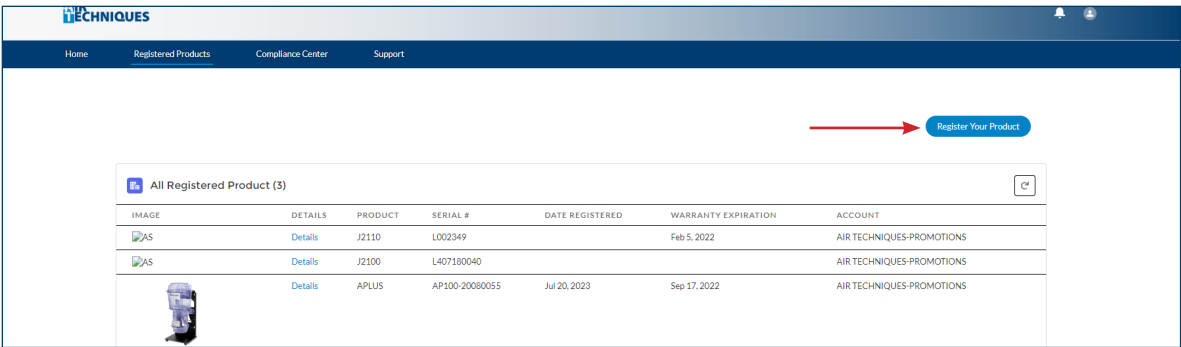 AIR
TECHNIQUES
Home Registered Products Compliance Center Support
Register Your Product
All Registered Product (3)
IMAGE DETAILS PRODUCT SERIAL # DATE REGISTERED WARRANTY EXPIRATION ACCOUNT
AS Details J2110 L002349 Feb 5, 2022 AIR TECHNIQUES-PROMOTIONS
AS Details J2100 L407180040 AIR TECHNIQUES-PROMOTIONS
Details APLUS AP100-20080055 Jul 20, 2023 Sep 17, 2022 AIR TECHNIQUES-PROMOTIONS